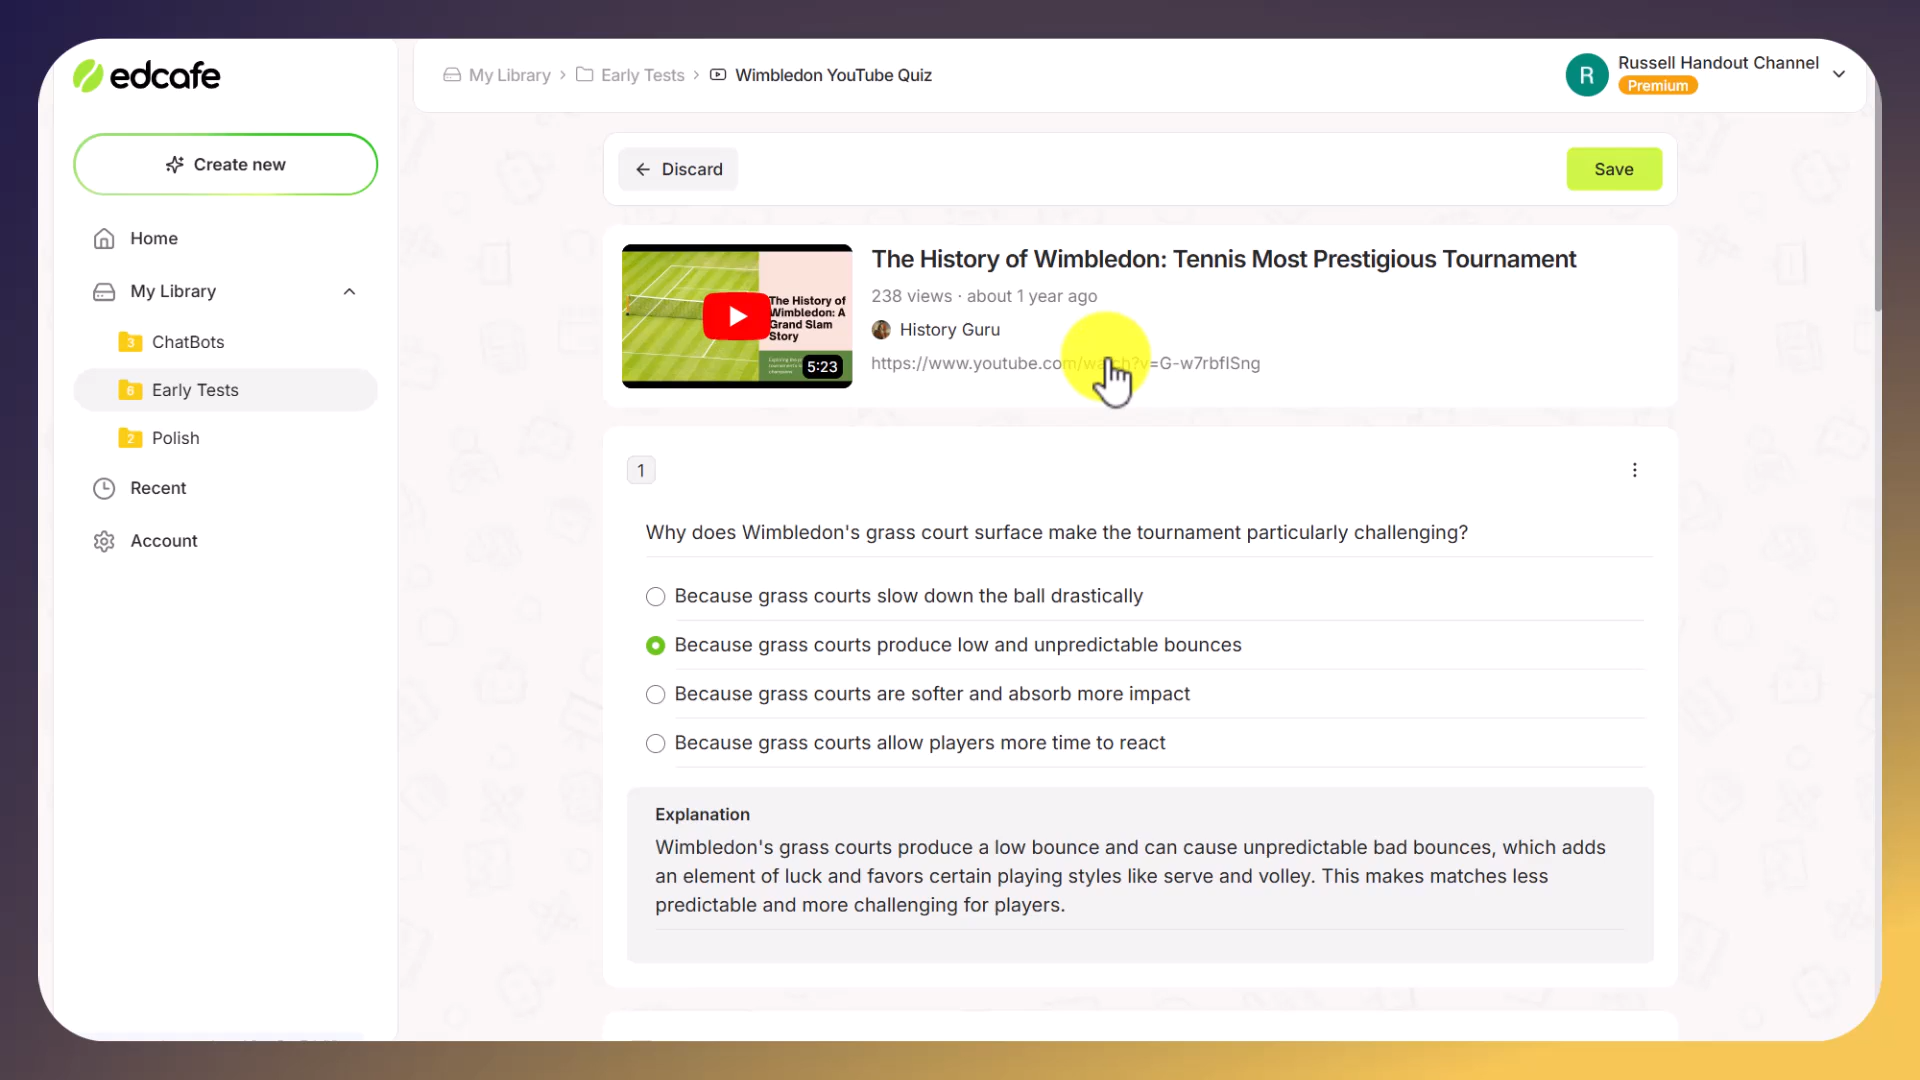 edcafe
My Library > Early Tests > Wimbledon YouTube Quiz
R
Russell Handout Channel
Premium
Create new
Home
My Library
3 ChatBots
6 Early Tests
2 Polish
Recent
Account
← Discard
Save
The History of
Wimbledon: A
Grand Slam
Story
5:23
The History of Wimbledon: Tennis Most Prestigious Tournament
238 views · about 1 year ago
History Guru
https://www.youtube.com/watch?v=G-w7rbfISng
1
Why does Wimbledon's grass court surface make the tournament particularly challenging?
Because grass courts slow down the ball drastically
Because grass courts produce low and unpredictable bounces
Because grass courts are softer and absorb more impact
Because grass courts allow players more time to react
Explanation
Wimbledon's grass courts produce a low bounce and can cause unpredictable bad bounces, which adds
an element of luck and favors certain playing styles like serve and volley. This makes matches less
predictable and more challenging for players.